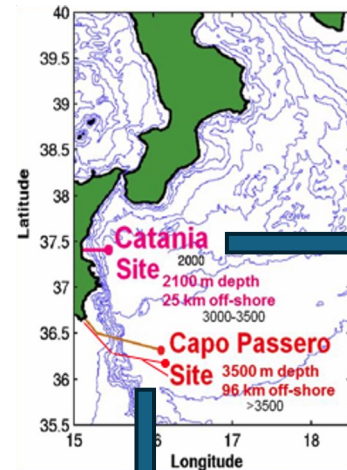 40
39.5
39
38.5
38
37.5
37
36.5
36
35.5
Latitude
Catania
Site
2000
2100 m depth
25 km off-shore
3000-3500
Capo Passero
Site
3500 m depth
96 km off-shore
>3500
15
16
17
18
Longitude